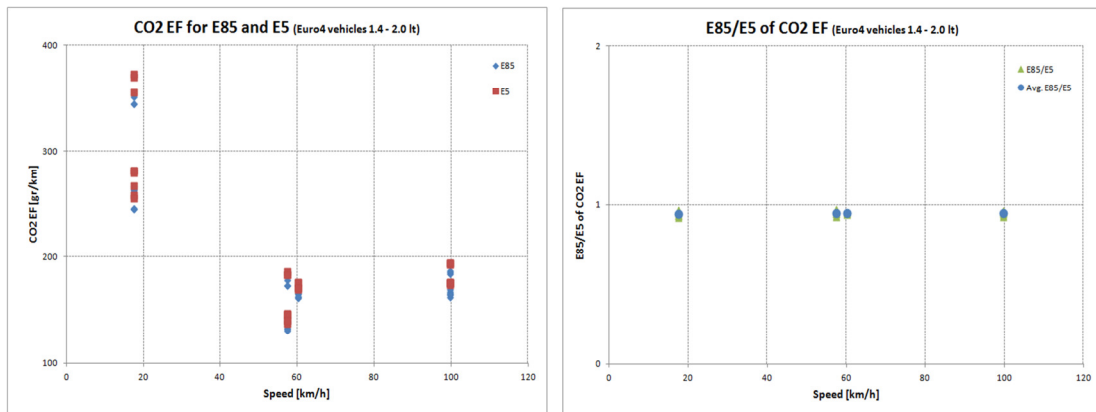 CO2 EF for E85 and E5 (Euro4 vehicles 1.4 - 2.0 lt)
400
300
200
100
CO2 EF [gr/km]
E85
E5
0 20 40 60 80 100 120
Speed [km/h]
E85/E5 of CO2 EF (Euro4 vehicles 1.4 - 2.0 lt)
2
1
0
E85/E5 of CO2 EF
E85/E5
Avg. E85/E5
0 20 40 60 80 100 120
Speed [km/h]